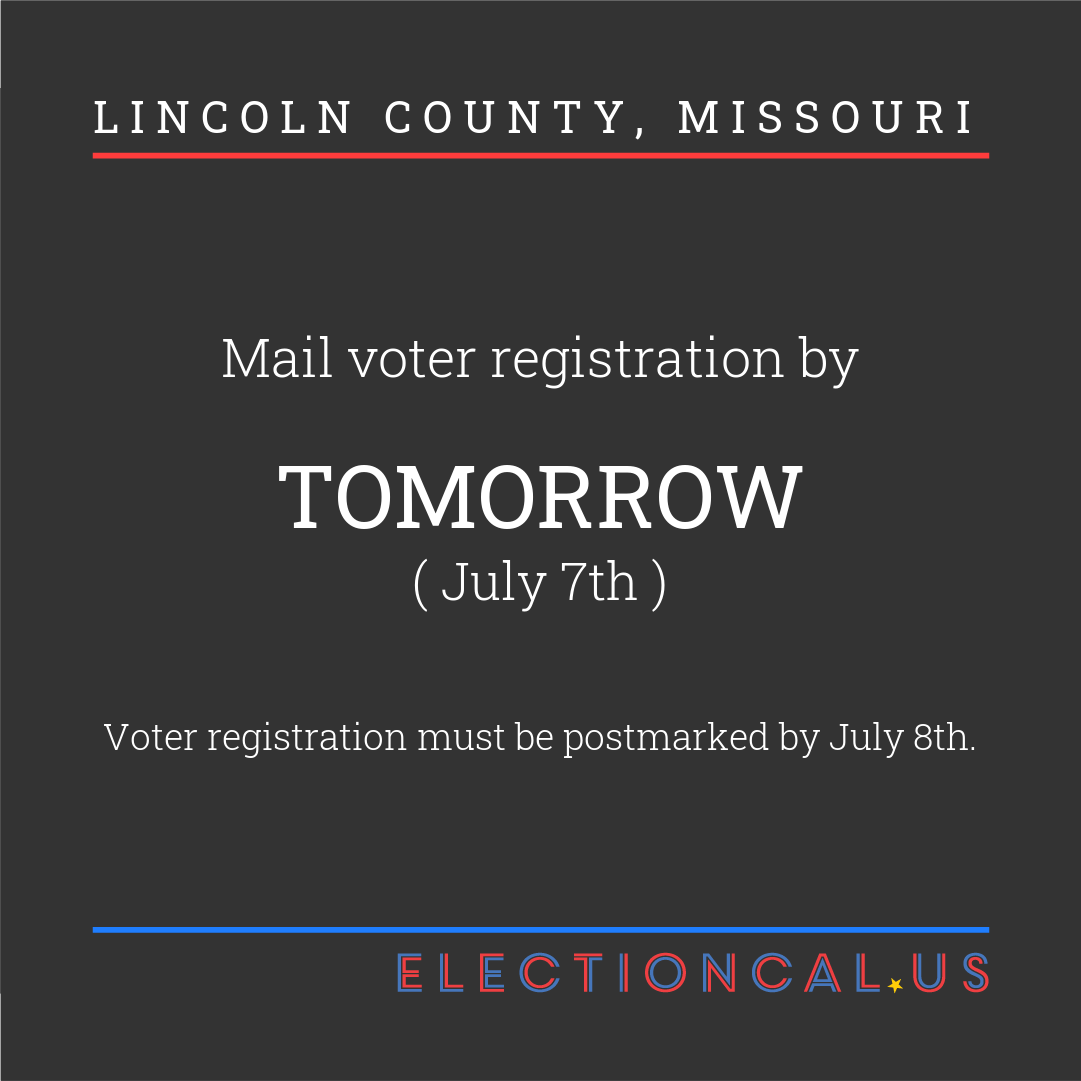 LINCOLN COUNTY, MISSOURI
Mail voter registration by
TOMORROW
( July 7th )
Voter registration must be postmarked by July 8th.
ELECTIONCAL.US